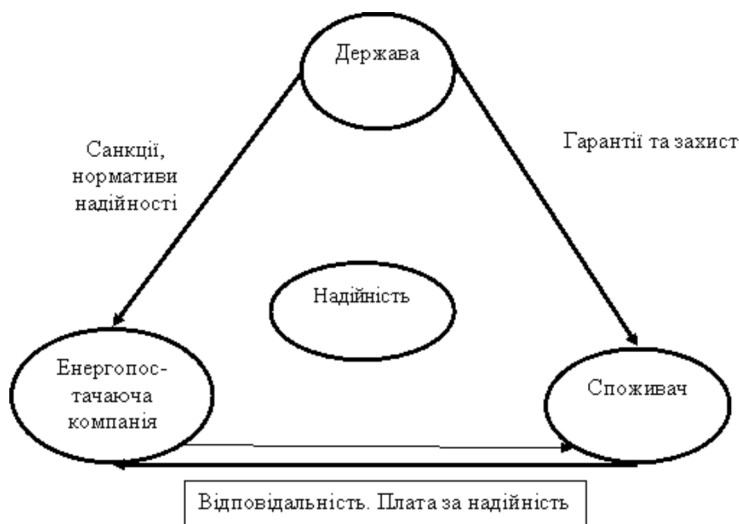 Держава
Санкції,
нормативи
надійності
Гарантії та захист
Надійність
Енергопос-
тачаюча
компанія
Споживач
Відповідальність. Плата за надійність